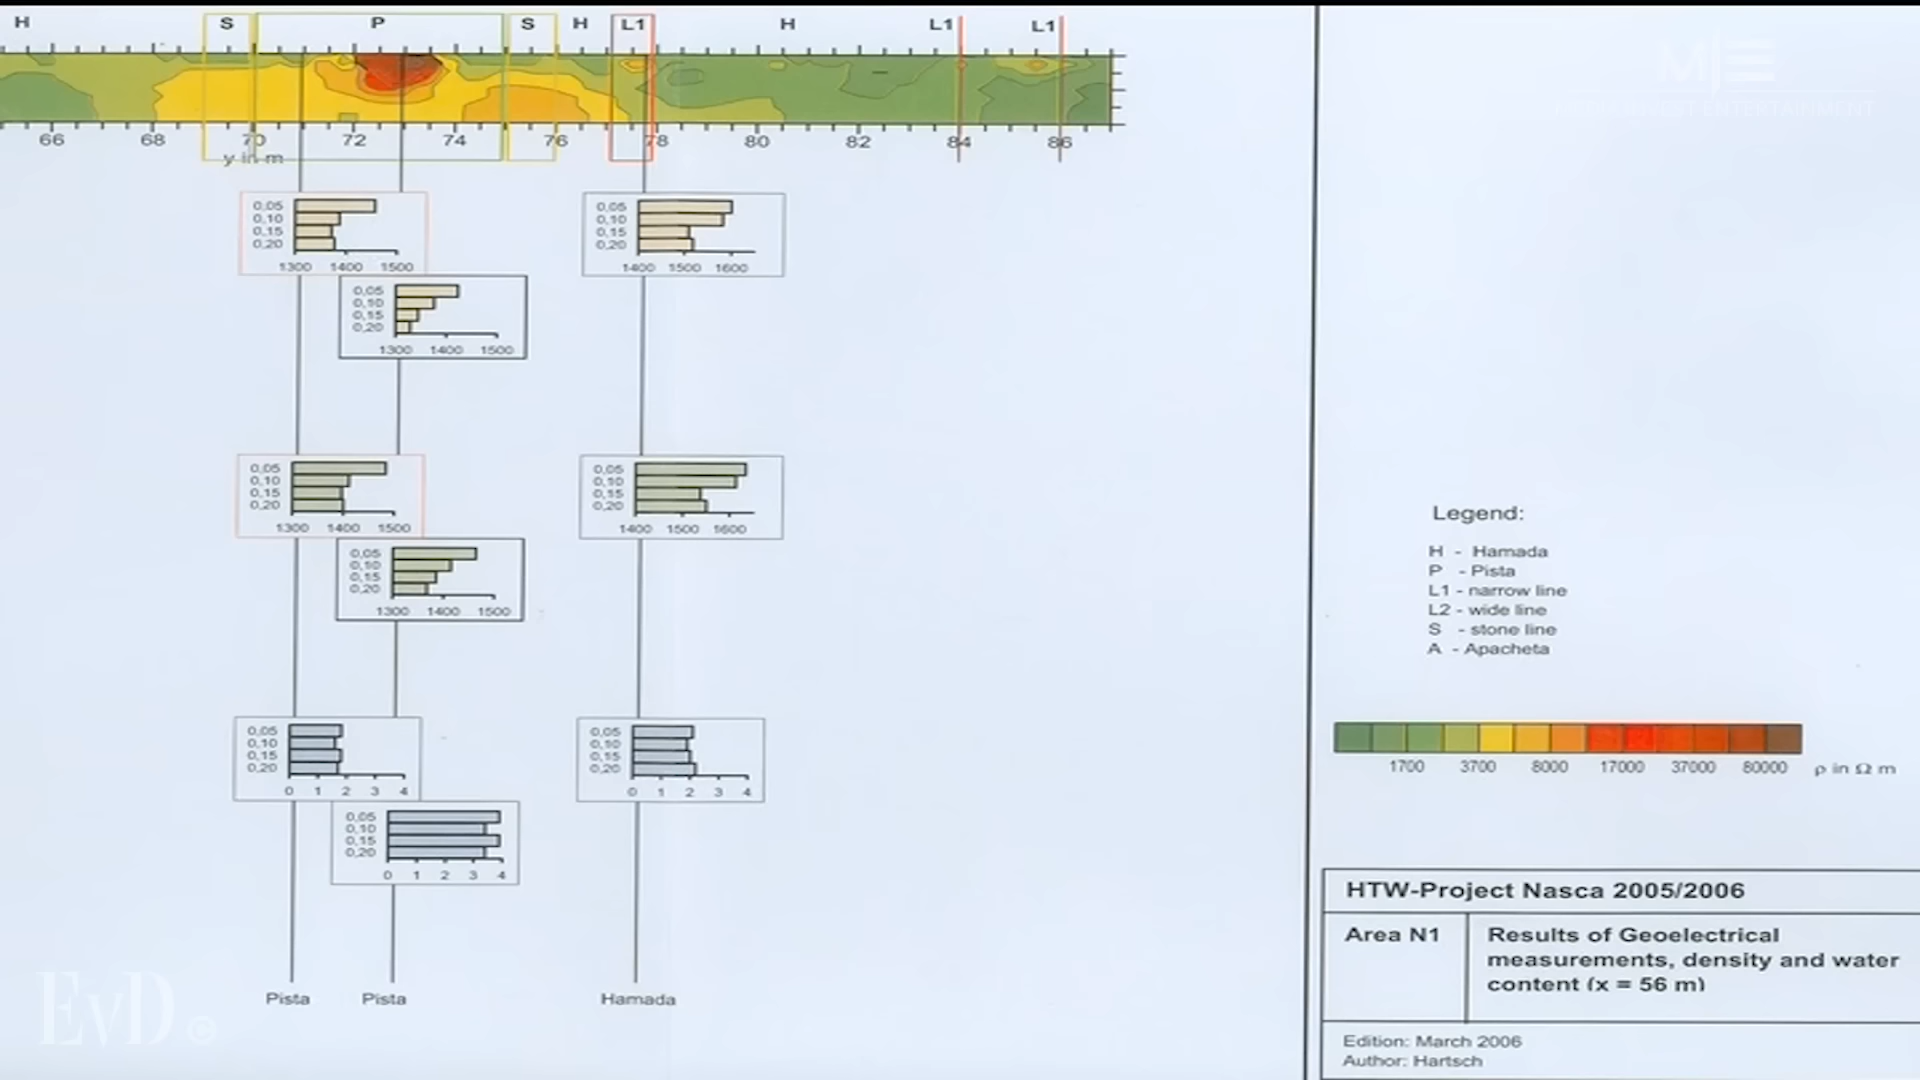 H S P S H L1 H L1 L1
66 68 70 72 74 76 78 80 82 84 86
y in m
0,05
0,10
0,15
0,20
1300 1400 1500
0,05
0,10
0,15
0,20
1400 1500 1600
0,05
0,10
0,15
0,20
1300 1400 1500
0,05
0,10
0,15
0,20
1300 1400 1500
0,05
0,10
0,15
0,20
1400 1500 1600
0,05
0,10
0,15
0,20
1300 1400 1500
0,05
0,10
0,15
0,20
0 1 2 3 4
0,05
0,10
0,15
0,20
0 1 2 3 4
0,05
0,10
0,15
0,20
0 1 2 3 4
Pista Pista Hamada
Legend:
H - Hamada
P - Pista
L1 - narrow line
L2 - wide line
S - stone line
A - Apacheta
1700 3700 8000 17000 37000 80000 ρ in Ω m
HTW-Project Nasca 2005/2006
Area N1
Results of Geoelectrical
measurements, density and water
content (x = 56 m)
Edition: March 2006
Author: Hartsch
EvD ©
ENTERTAINMENT